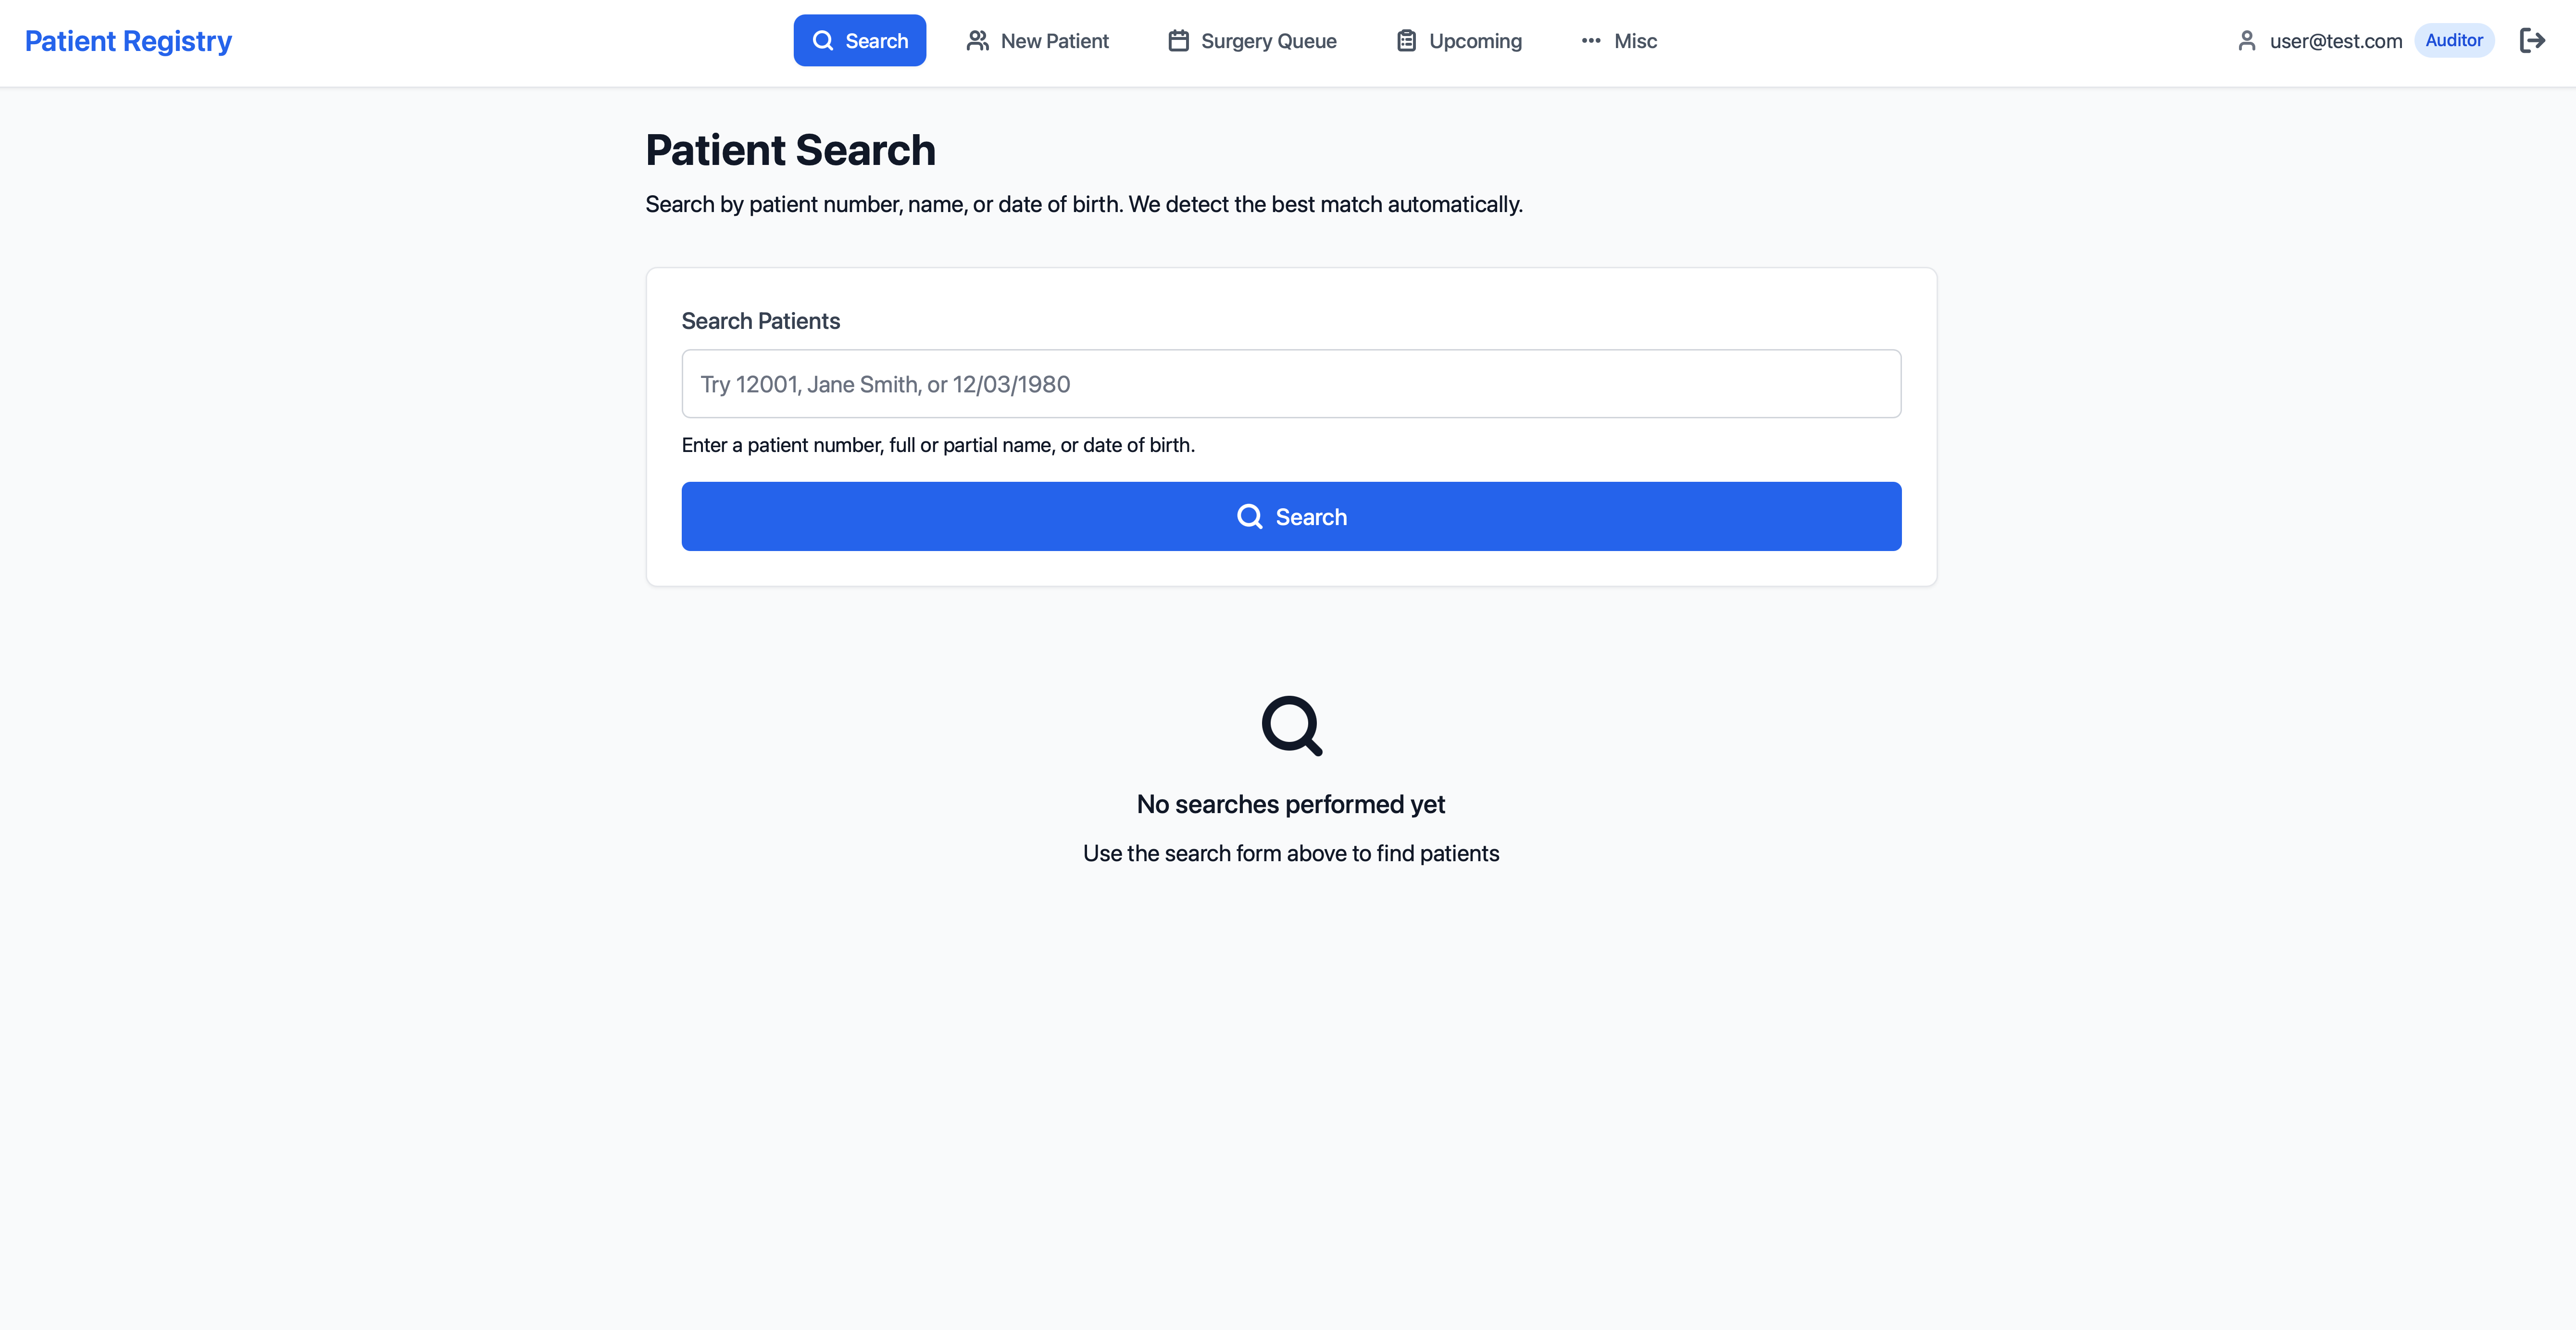 Patient Registry
Search
New Patient
Surgery Queue
Upcoming
Misc
user@test.com
Auditor
Patient Search
Search by patient number, name, or date of birth. We detect the best match automatically.
Search Patients
Try 12001, Jane Smith, or 12/03/1980
Enter a patient number, full or partial name, or date of birth.
Search
No searches performed yet
Use the search form above to find patients